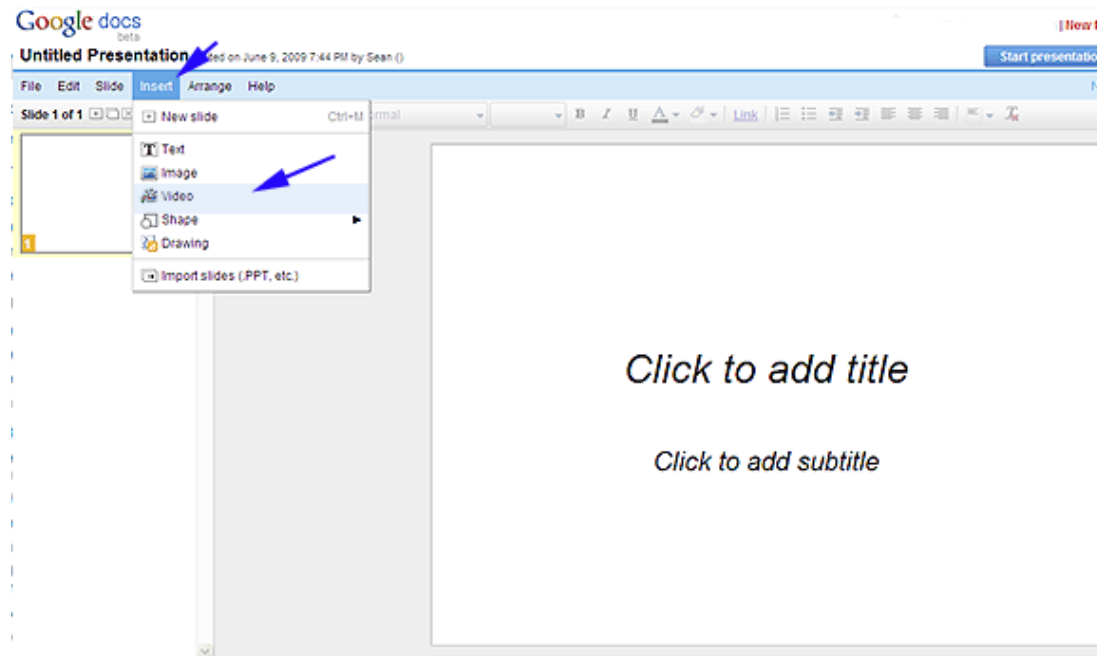 Google docs
beta
New
Untitled Presentation on June 9, 2009 7:44 PM by Sean ()
Start presentatio
File Edit Slide Insert Arrange Help
Slide 1 of 1
New slide Ctrl+M
B I U A Link
Text
Image
Video
Shape
Drawing
Import slides (.PPT, etc.)
1
Click to add title
Click to add subtitle